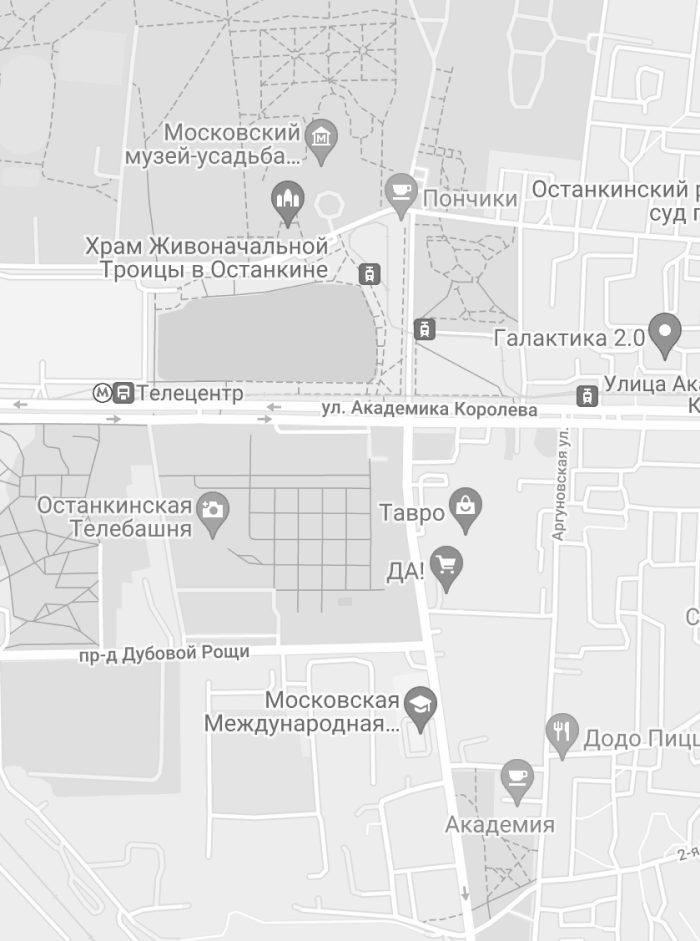 Московский
музей-усадьба...
Пончики
Останкинский р
суд г
Храм Живоначальной
Троицы в Останкине
Галактика 2.0
М Телецентр
Улица Ака
К
ул. Академика Королева
Аргуновская ул.
Останкинская
Телебашня
Тавро
ДА!
С
пр-д Дубовой Рощи
Московская
Международная...
Додо Пицц
Академия
2-я